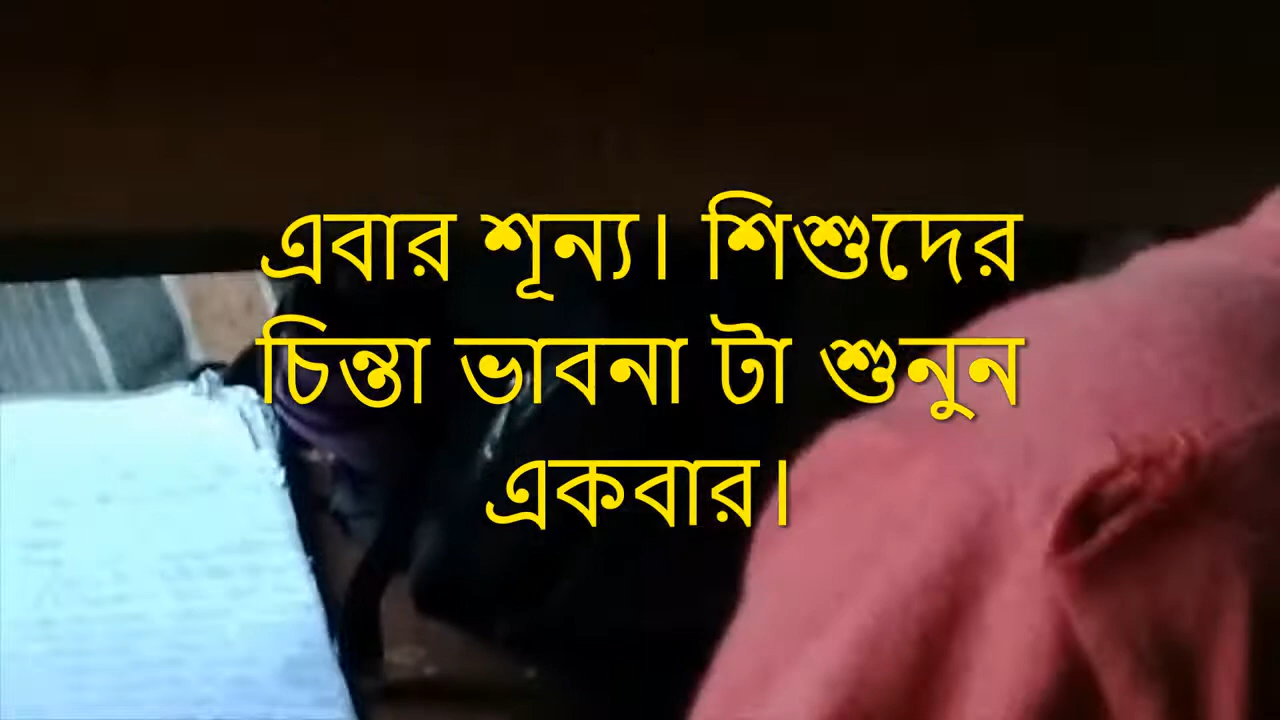 এবার শূন্য। শিশুদের
চিন্তা ভাবনা টা শুনুন
একবার।